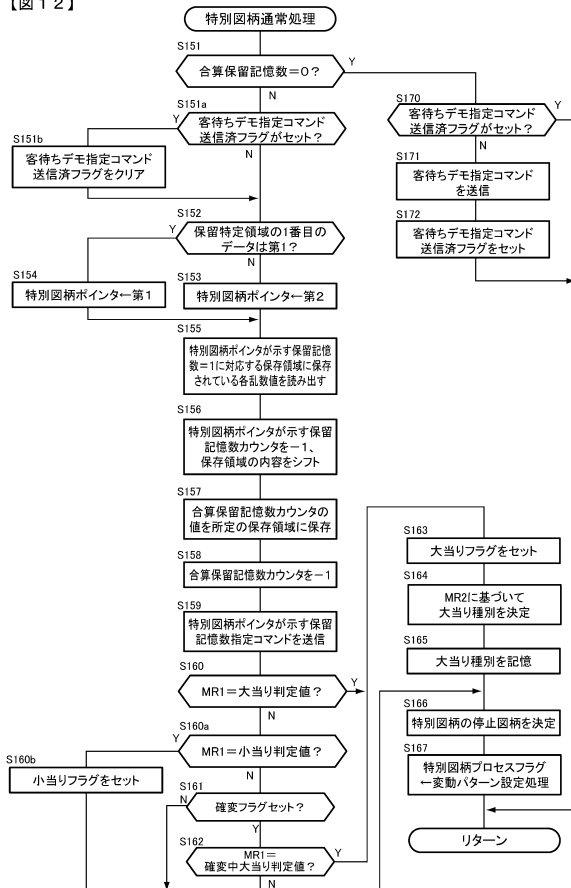 【図１２】
特別図柄通常処理
S151
合算保留記憶数=0?
Y
N
S151a
客待ちデモ指定コマンド
送信済フラグがセット?
Y
N
S151b
客待ちデモ指定コマンド
送信済フラグをクリア
S152
保留特定領域の1番目の
データは第1?
Y
N
S154
特別図柄ポインタ←第1
S153
特別図柄ポインタ←第2
S155
特別図柄ポインタが示す保留記憶
数=1に対応する保存領域に保存
されている各乱数値を読み出す
S156
特別図柄ポインタが示す保留
記憶数カウンタを−1、
保存領域の内容をシフト
S157
合算保留記憶数カウンタの
値を所定の保存領域に保存
S158
合算保留記憶数カウンタを−1
S159
特別図柄ポインタが示す保留
記憶数指定コマンドを送信
S160
MR1=大当り判定値?
Y
N
S160a
MR1=小当り判定値?
Y
N
S160b
小当りフラグをセット
S161
確変フラグセット?
N
Y
S162
MR1=
確変中大当り判定値?
Y
N
S170
客待ちデモ指定コマンド
送信済フラグがセット?
Y
N
S171
客待ちデモ指定コマンド
を送信
S172
客待ちデモ指定コマンド
送信済フラグをセット
S163
大当りフラグをセット
S164
MR2に基づいて
大当り種別を決定
S165
大当り種別を記憶
S166
特別図柄の停止図柄を決定
S167
特別図柄プロセスフラグ
←変動パターン設定処理
リターン